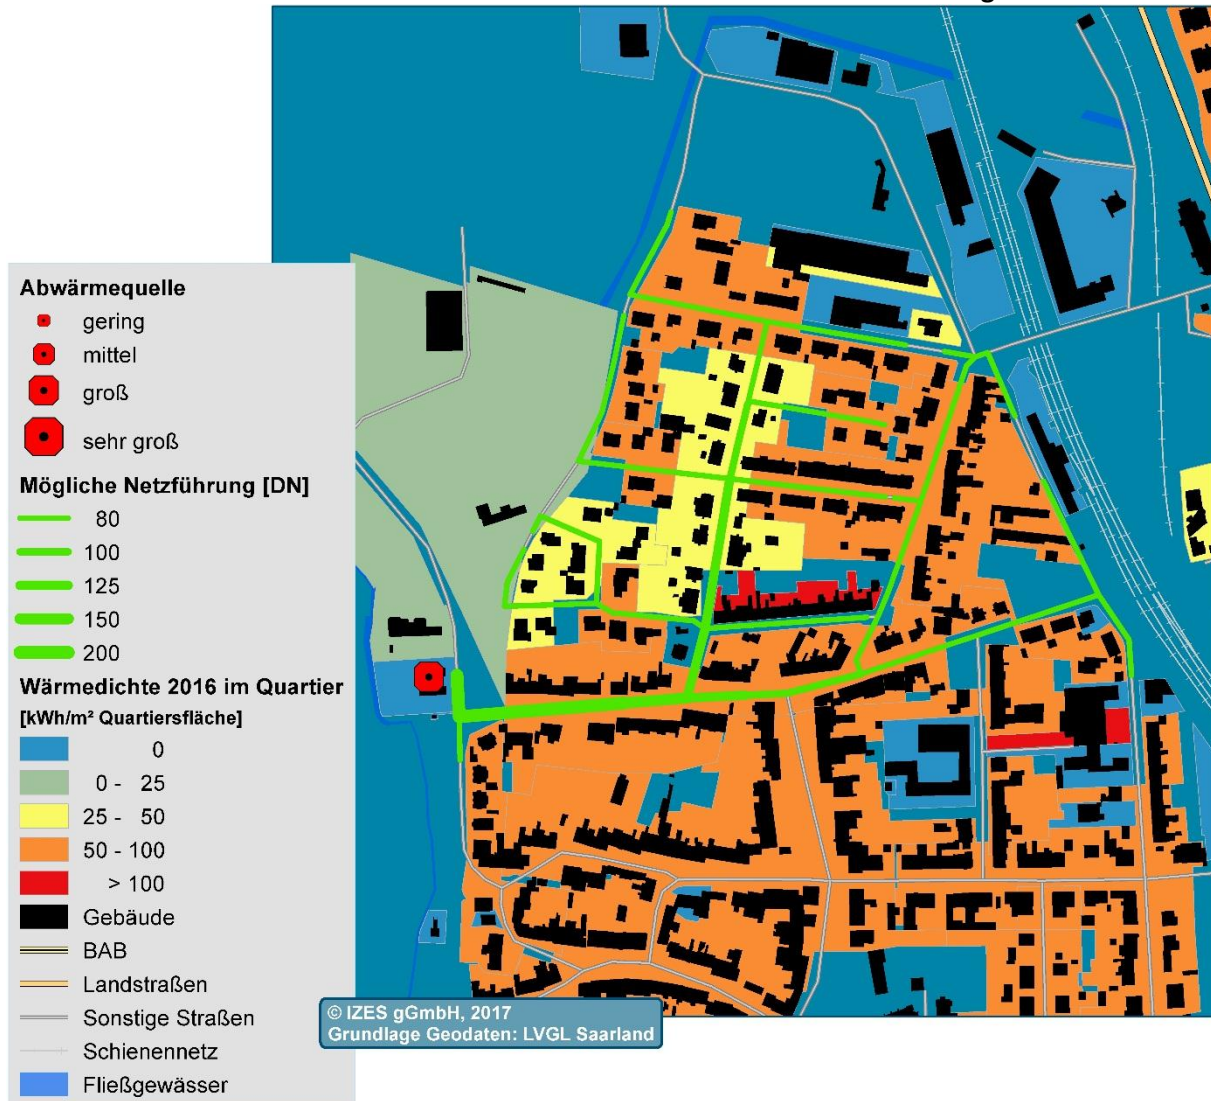 Abwärmequelle
gering
mittel
groß
sehr groß
Mögliche Netzführung [DN]
80
100
125
150
200
Wärmedichte 2016 im Quartier
[kWh/m² Quartiersfläche]
0
0 - 25
25 - 50
50 - 100
> 100
Gebäude
BAB
Landstraßen
Sonstige Straßen
Schienennetz
Fließgewässer
© IZES gGmbH, 2017
Grundlage Geodaten: LVGL Saarland